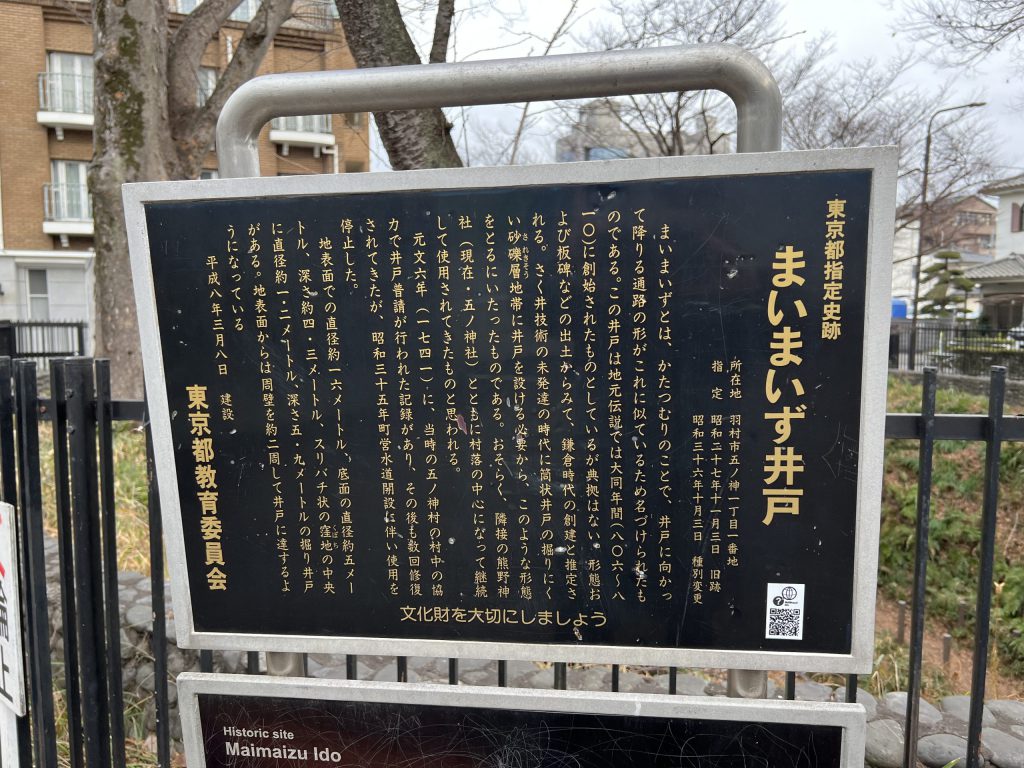 東京都指定史跡
まいまいず井戸
所在地 羽村市五ノ神一丁目一番地
指定 昭和二十七年十一月三日 旧跡
昭和三十六年十月三日 種別変更
まいまいずとは、かたつむりのことで、井戸に向かっ
て降りる通路の形がこれに似ているため名づけられたも
のである。この井戸は地元伝説では大同年間（八〇六～八
一〇）に創始されたものとしているが典拠はない。形態お
よび板碑などの出土からみて、鎌倉時代の創建と推定さ
れる。さく井技術の未発達の時代に筒状井戸の掘りにく
い砂礫層地帯に井戸を設ける必要から、このような形態
され​きそう
をとるにいたったものである。おそらく、隣接の熊野神
社（現在・五ノ神社）とともに村落の中心になって継続
して使用されてきたものと思われる。
元文六年（一七四一）に、当時の五ノ神村の村中の協
力で井戸普請が行われた記録があり、その後も数回修復
されてきたが、昭和三十五年町営水道開設に伴い使用を
停止した。
地表面での直径約一六メートル、底面の直径約五メー
トル、深さ約四・三メートル、スリバチ状の窪地の中央
くぼち
に直径約一・二メートル、深さ五・九メートルの掘り井戸
がある。地表面からは周壁を約二周して井戸に達するよ
うになっている
平成八年三月八日 建設
東京都教育委員会
文化財を大切にしましょう
Historic site
Maimaizu Ido